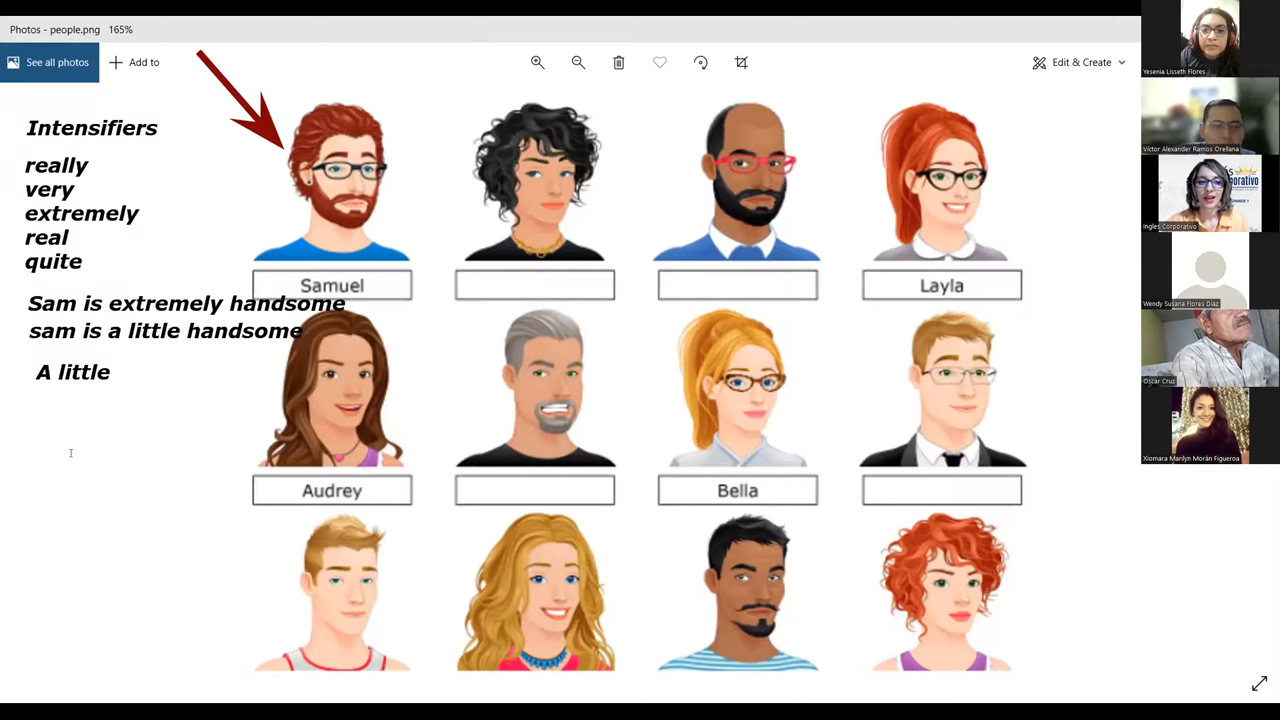 Photos - people.png 165%
See all photos
Add to
Edit & Create
Intensifiers
really
very
extremely
real
quite
Sam is extremely handsome
sam is a little handsome
A little
Samuel
Layla
Audrey
Bella
Yesenia Lisseth Flores
Víctor Alexander Ramos Orellana
Ingles Corporativo
Wendy Susana Flores Diaz
Oscar Cruz
Xiomara Marilyn Morán Figueroa